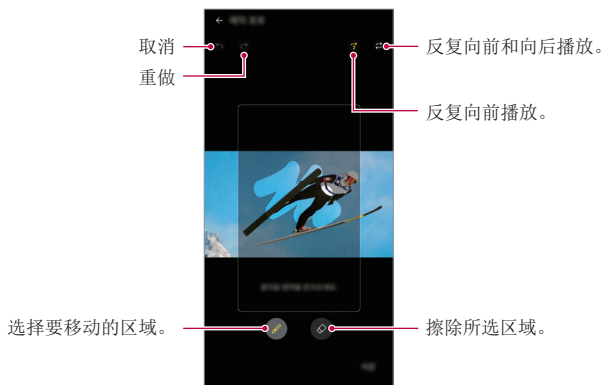 取消
反复向前和向后播放。
重做
反复向前播放。
选择要移动的区域。
擦除所选区域。